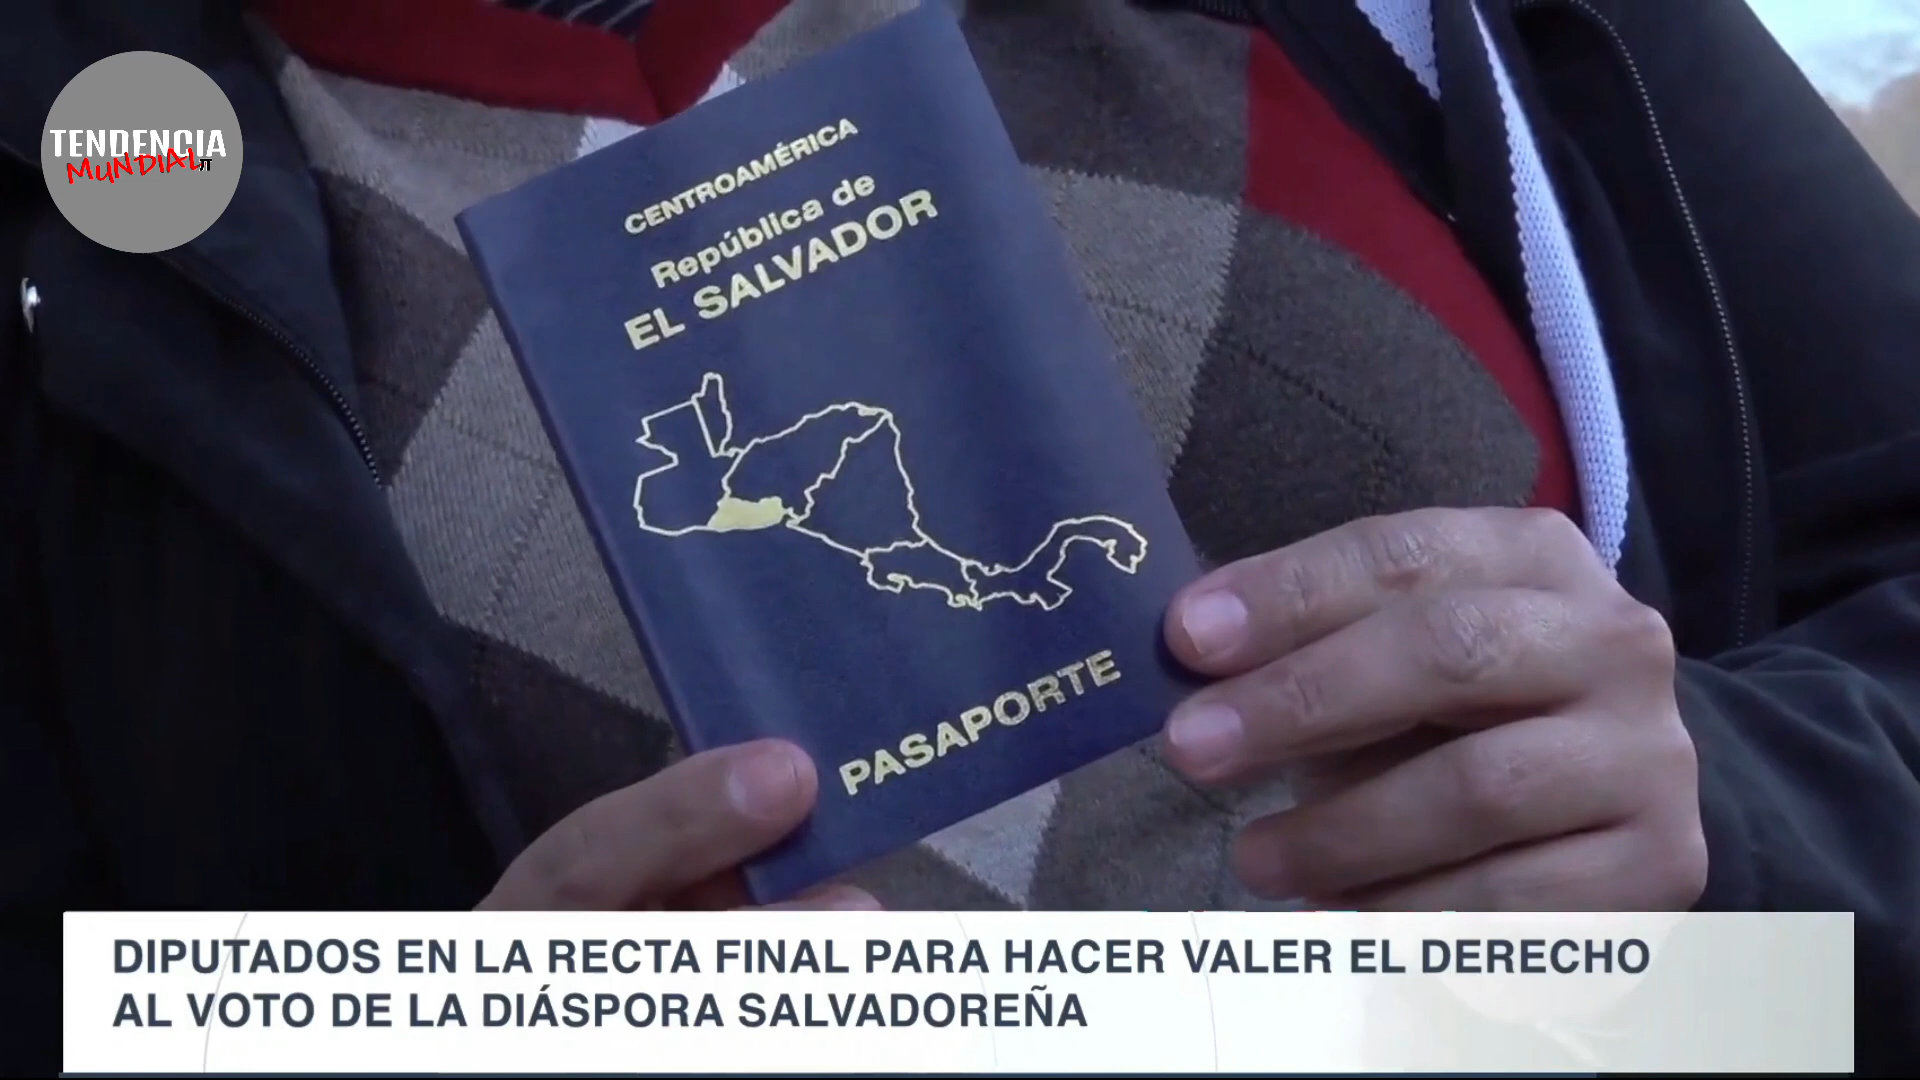 TENDENCIA
MUNDIAL
CENTROAMÉRICA
República de
EL SALVADOR
PASAPORTE
DIPUTADOS EN LA RECTA FINAL PARA HACER VALER EL DERECHO
AL VOTO DE LA DIÁSPORA SALVADOREÑA